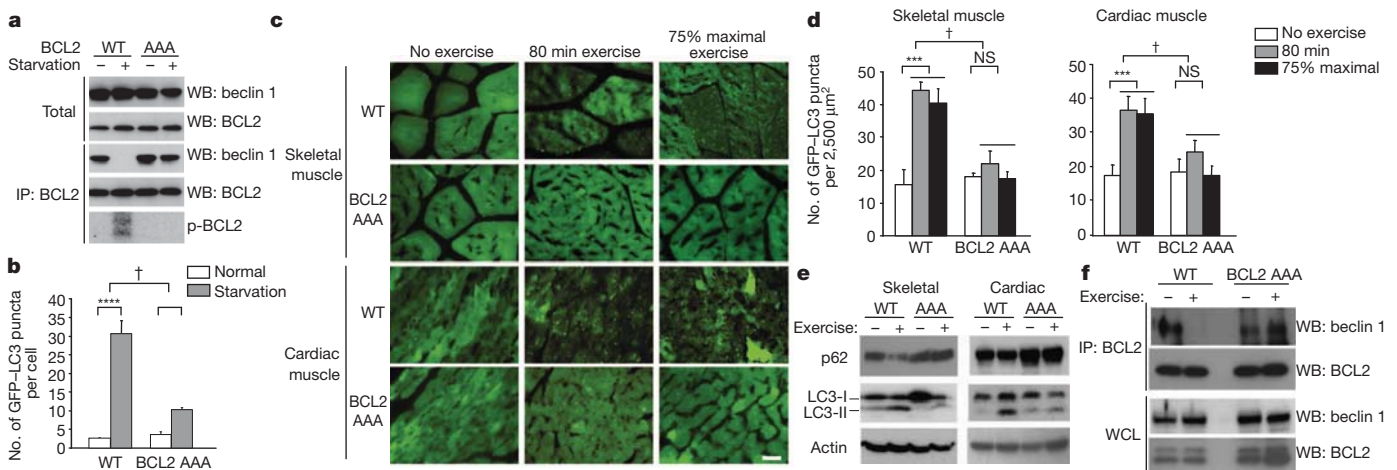 a
BCL2 WT AAA
Starvation – + – +
Total
WB: beclin 1
WB: BCL2
IP: BCL2
WB: beclin 1
WB: BCL2
p-BCL2
b
Normal
Starvation
†
****
No. of GFP–LC3 puncta
per cell
40
35
30
25
20
15
10
5
0
WT BCL2 AAA
c
No exercise
80 min exercise
75% maximal
exercise
Skeletal
muscle
WT
BCL2
AAA
Cardiac
muscle
WT
BCL2
AAA
d
Skeletal muscle
†
***
NS
No. of GFP–LC3 puncta
per 2,500 µm²
50
40
30
20
10
0
WT BCL2 AAA
Cardiac muscle
†
***
NS
50
40
30
20
10
0
WT BCL2 AAA
No exercise
80 min
75% maximal
e
Skeletal Cardiac
WT AAA WT AAA
Exercise: – + – + – + – +
p62
LC3-I
LC3-II
Actin
f
WT BCL2 AAA
Exercise: – + – +
IP: BCL2
WB: beclin 1
WB: BCL2
WCL
WB: beclin 1
WB: BCL2